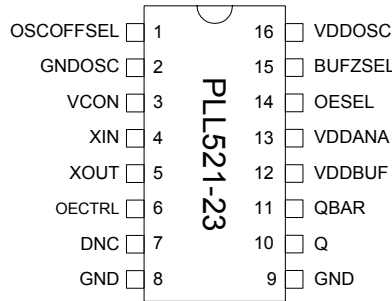 OSCOFFSEL 1 16 VDDOSC
GNDOSC 2 15 BUFZSEL
VCON 3 14 OESEL
XIN 4 13 VDDANA
XOUT 5 12 VDDBUF
OECTRL 6 11 QBAR
DNC 7 10 Q
GND 8 9 GND
PLL521-23